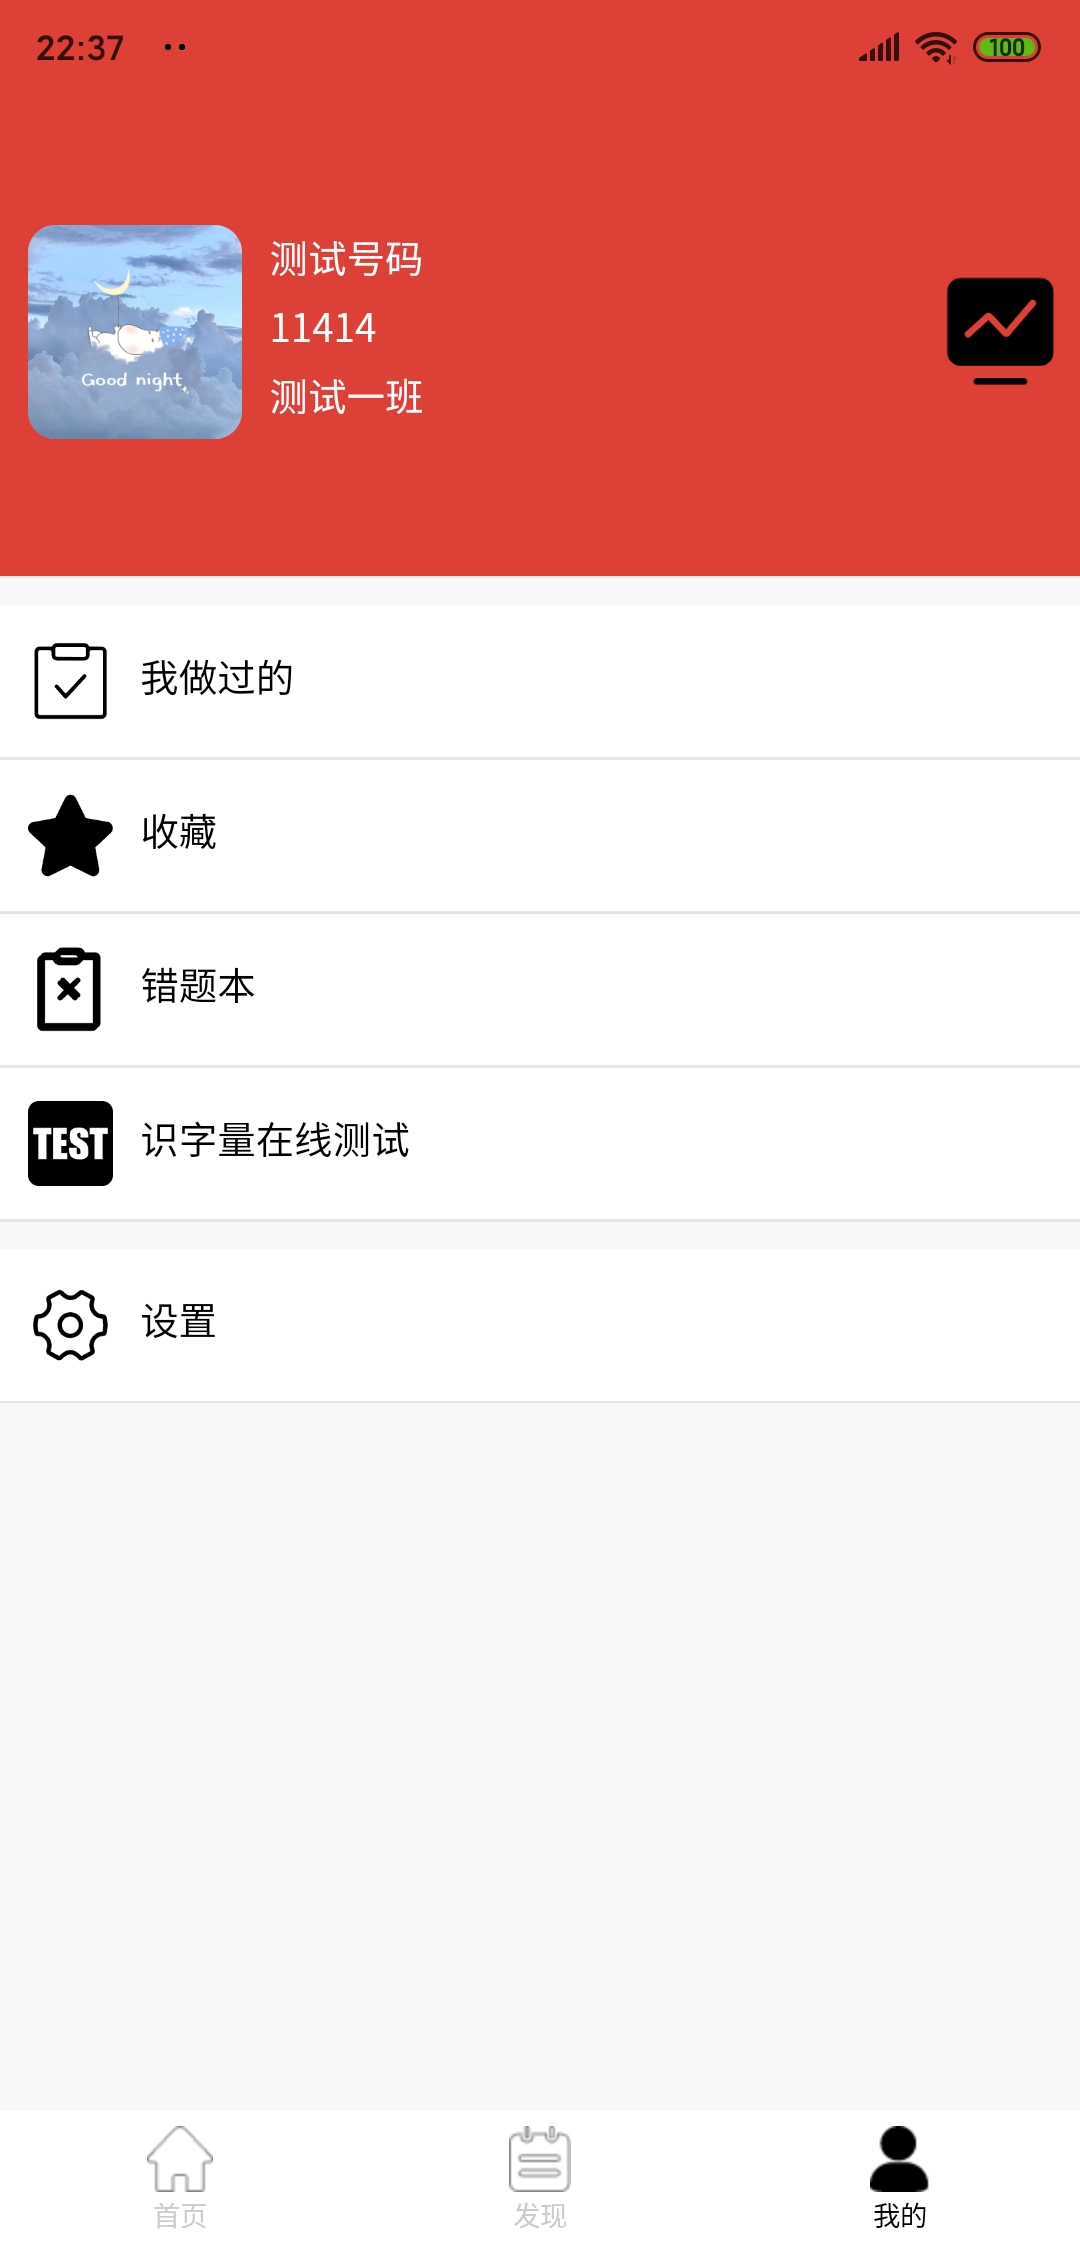 22:37
100
测试号码
11414
测试一班
Good night
我做过的
收藏
错题本
TEST 识字量在线测试
设置
首页 发现 我的